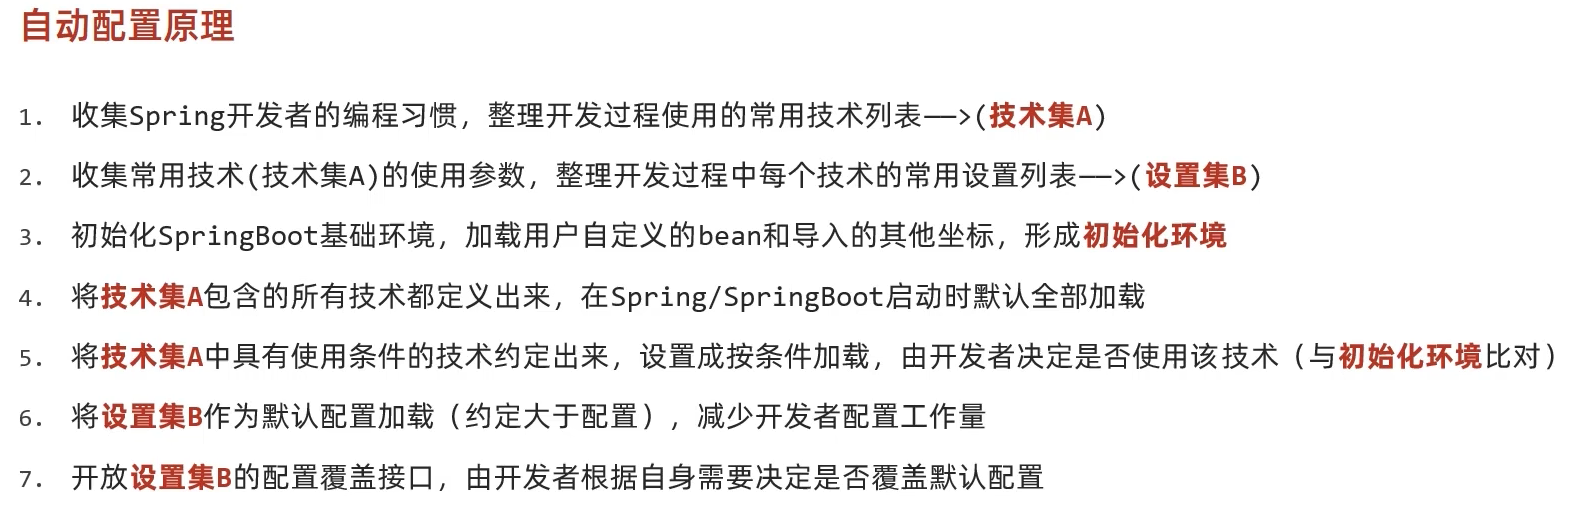 自动配置原理
1. 收集Spring开发者的编程习惯，整理开发过程使用的常用技术列表——>(技术集A)
2. 收集常用技术(技术集A)的使用参数，整理开发过程中每个技术的常用设置列表——>(设置集B)
3. 初始化SpringBoot基础环境，加载用户自定义的bean和导入的其他坐标，形成初始化环境
4. 将技术集A包含的所有技术都定义出来，在Spring/SpringBoot启动时默认全部加载
5. 将技术集A中具有使用条件的技术约定出来，设置成按条件加载，由开发者决定是否使用该技术（与初始化环境比对）
6. 将设置集B作为默认配置加载（约定大于配置），减少开发者配置工作量
7. 开放设置集B的配置覆盖接口，由开发者根据自身需要决定是否覆盖默认配置